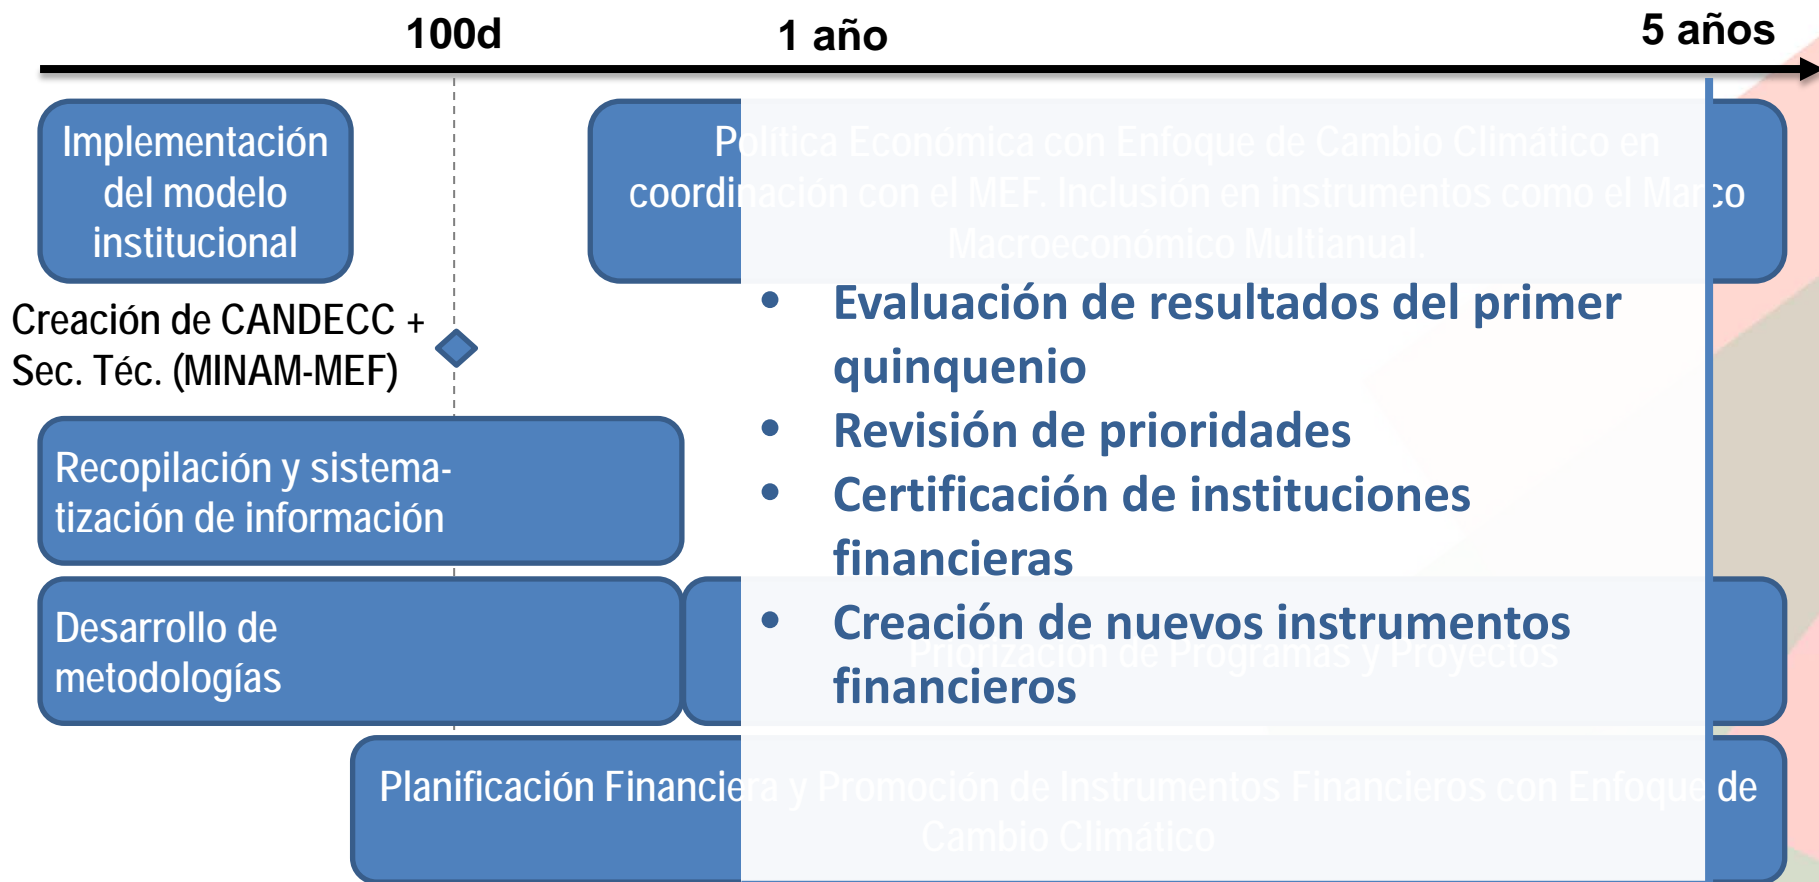 100d
1 año
5 años
Implementación
del modelo
institucional
Política Económica con Enfoque de Cambio Climático en
coordinación con el MEF. Inclusión en instrumentos como el Marco
Macroeconómico Multianual.
Creación de CANDECC +
Sec. Téc. (MINAM-MEF)
• Evaluación de resultados del primer
quinquenio
• Revisión de prioridades
• Certificación de instituciones
financieras
• Creación de nuevos instrumentos
financieros
Recopilación y sistema-
tización de información
Desarrollo de
metodologías
Priorización de Programas y Proyectos
Planificación Financiera y Promoción de Instrumentos Financieros con Enfoque de
Cambio Climático